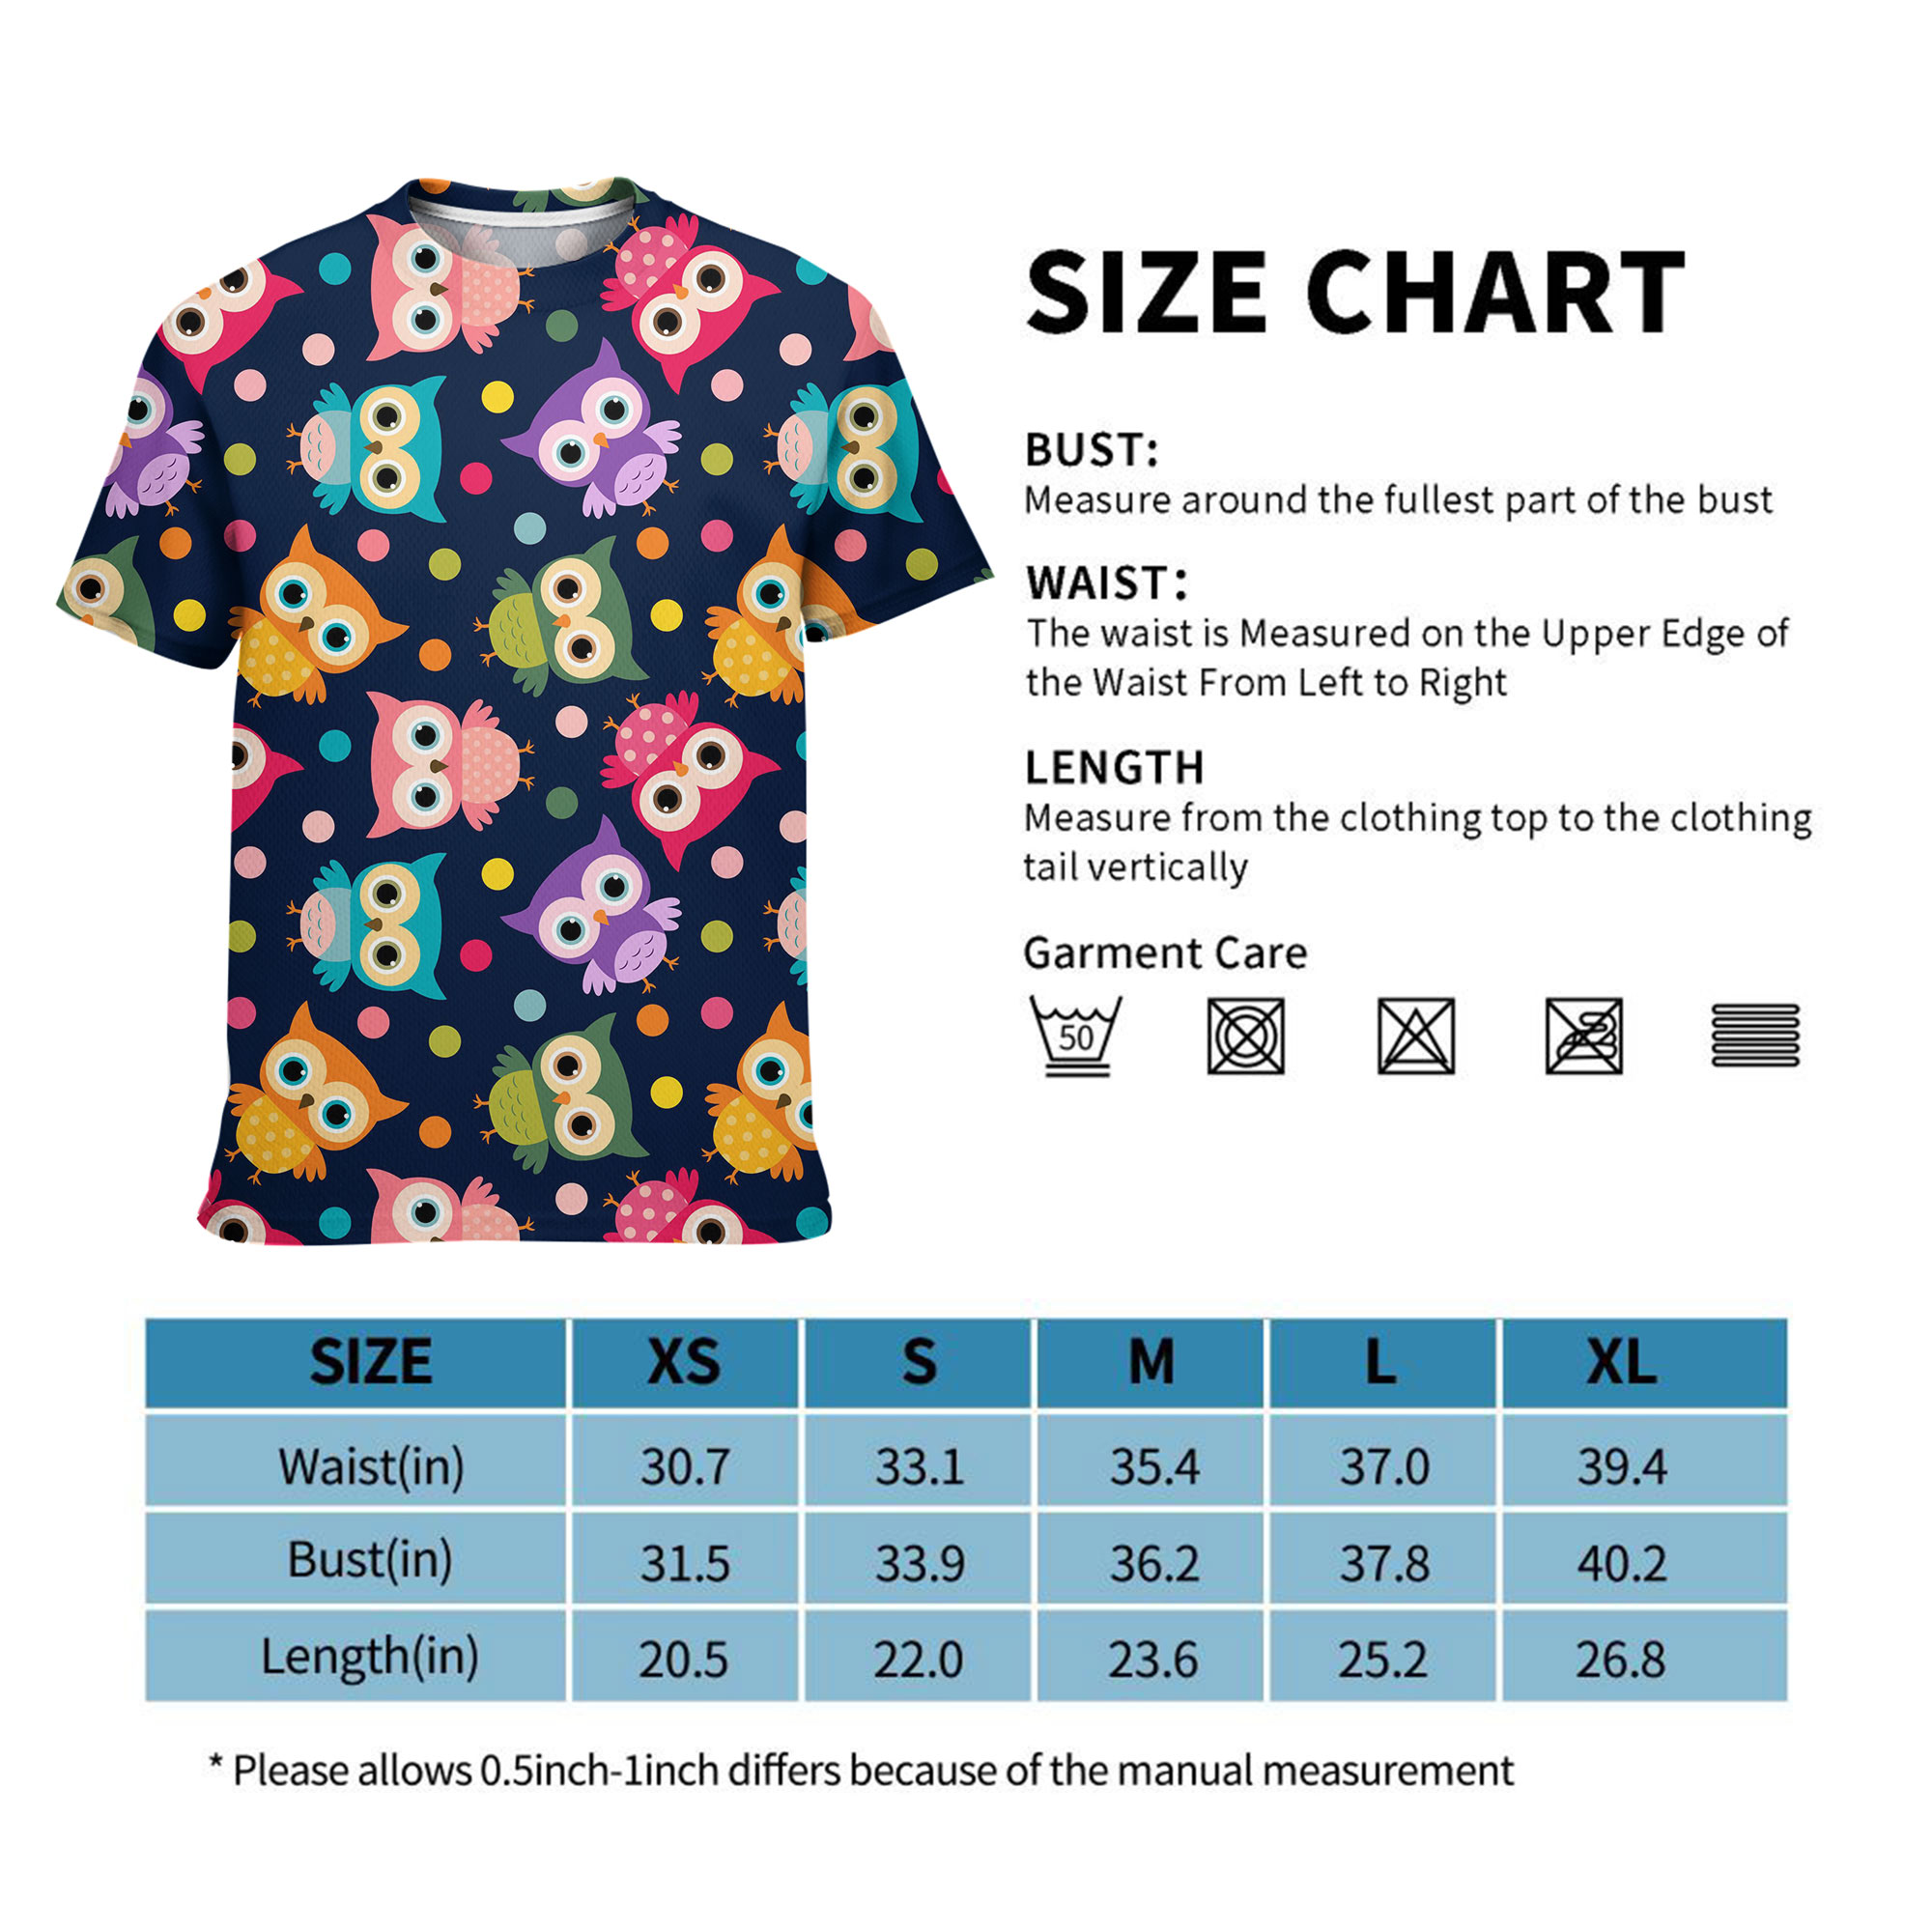 SIZE CHART
BUST:
Measure around the fullest part of the bust
WAIST:
The waist is Measured on the Upper Edge of
the Waist From Left to Right
LENGTH
Measure from the clothing top to the clothing
tail vertically
Garment Care
50
SIZE XS S M L XL
Waist(in) 30.7 33.1 35.4 37.0 39.4
Bust(in) 31.5 33.9 36.2 37.8 40.2
Length(in) 20.5 22.0 23.6 25.2 26.8
* Please allows 0.5inch-1inch differs because of the manual measurement